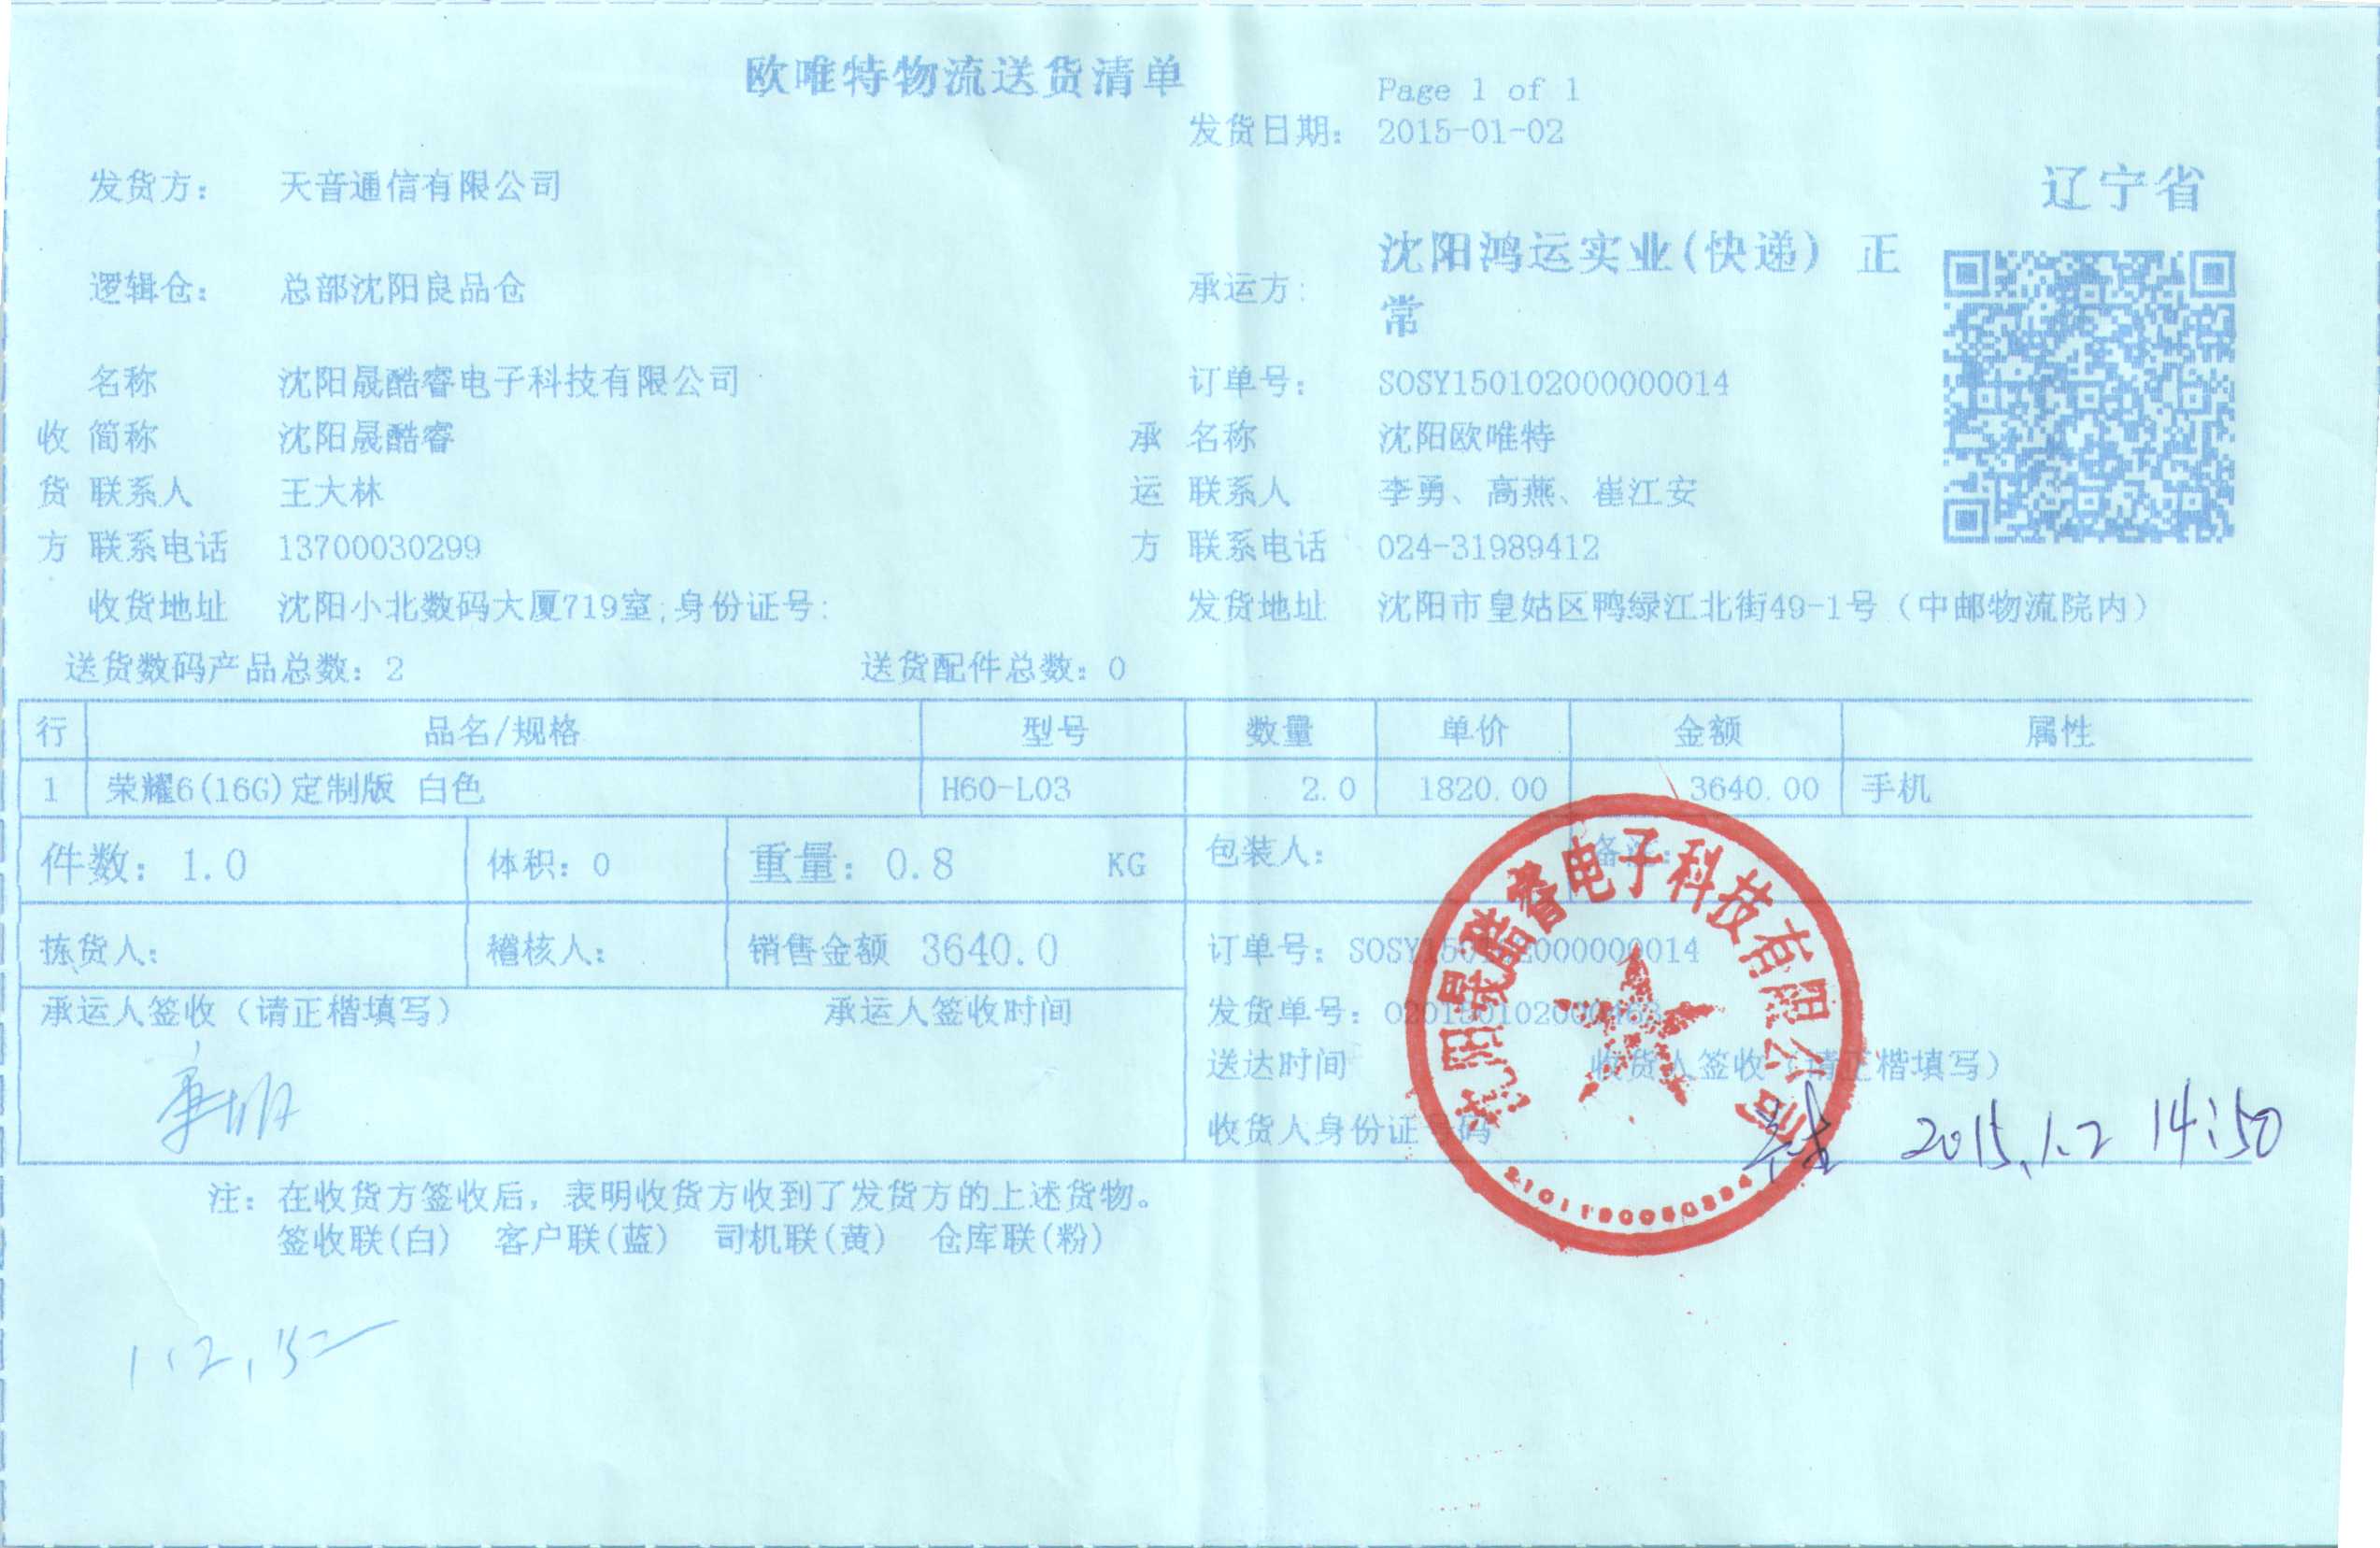 欧唯特物流送货清单
Page 1 of 1
发货日期: 2015-01-02
发货方: 天音通信有限公司
辽宁省
逻辑仓: 总部沈阳良品仓
承运方: 沈阳鸿运实业(快递) 正常
名称 沈阳晟酷睿电子科技有限公司 订单号: SOSY150102000000014
收 简称 沈阳晟酷睿 承 名称 沈阳欧唯特
货 联系人 王大林 运 联系人 李勇、高燕、崔江安
方 联系电话 13700030299 方 联系电话 024-31989412
收货地址 沈阳小北数码大厦719室;身份证号: 发货地址 沈阳市皇姑区鸭绿江北街49-1号（中邮物流院内）
送货数码产品总数: 2 送货配件总数: 0
行 品名/规格 型号 数量 单价 金额 属性
1 荣耀6(16G)定制版 白色 H60-L03 2.0 1820.00 3640.00 手机
件数: 1.0 体积: 0 重量: 0.8 KG 包装人: 备注:
拣货人: 稽核人: 销售金额 3640.0 订单号: SOSY150102000000014
承运人签收（请正楷填写） 承运人签收时间 发货单号:
送达时间 收货人签收（请正楷填写）
收货人身份证号码
2015.1.2 14:50
沈阳晟酷睿电子科技有限公司
注: 在收货方签收后, 表明收货方收到了发货方的上述货物。
签收联(白) 客户联(蓝) 司机联(黄) 仓库联(粉)